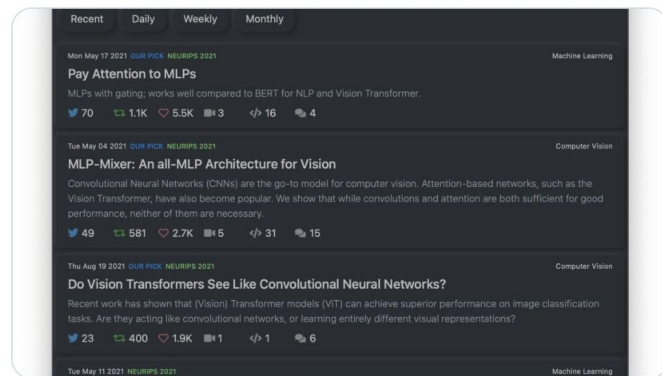 Recent Daily Weekly Monthly
Mon May 17 2021 OUR PICK NEURIPS 2021 Machine Learning
Pay Attention to MLPs
MLPs with gating; works well compared to BERT for NLP and Vision Transformer.
70 1.1K 5.5K 3 </> 16 4
Tue May 04 2021 OUR PICK NEURIPS 2021 Computer Vision
MLP-Mixer: An all-MLP Architecture for Vision
Convolutional Neural Networks (CNNs) are the go-to model for computer vision. Attention-based networks, such as the
Vision Transformer, have also become popular. We show that while convolutions and attention are both sufficient for good
performance, neither of them are necessary.
49 581 2.7K 5 </> 31 15
Thu Aug 19 2021 OUR PICK NEURIPS 2021 Computer Vision
Do Vision Transformers See Like Convolutional Neural Networks?
Recent work has shown that (Vision) Transformer models (ViT) can achieve superior performance on image classification
tasks. Are they acting like convolutional networks, or learning entirely different visual representations?
23 400 1.9K 1 </> 1 6
Tue May 11 2021 NEURIPS 2021 Machine Learning